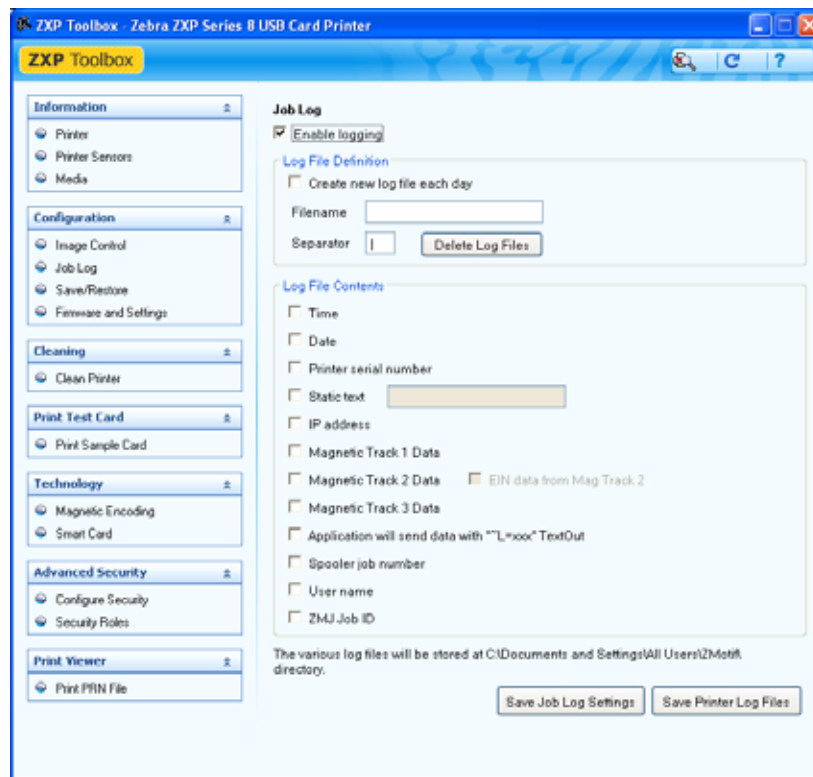 ZXP Toolbox - Zebra ZXP Series 8 USB Card Printer
ZXP Toolbox
?
Information
Printer
Printer Sensors
Media
Configuration
Image Control
Job Log
Save/Restore
Firmware and Settings
Cleaning
Clean Printer
Print Test Card
Print Sample Card
Technology
Magnetic Encoding
Smart Card
Advanced Security
Configure Security
Security Roles
Print Viewer
Print PRN File
Job Log
Enable logging
Log File Definition
Create new log file each day
Filename
Separator | Delete Log Files
Log File Contents
Time
Date
Printer serial number
Static text
IP address
Magnetic Track 1 Data
Magnetic Track 2 Data EIN data from Mag Track 2
Magnetic Track 3 Data
Application will send data with "~L=xxx" TextOut
Spooler job number
User name
ZMJ Job ID
The various log files will be stored at C:\Documents and Settings\All Users\ZMotif\
directory.
Save Job Log Settings Save Printer Log Files